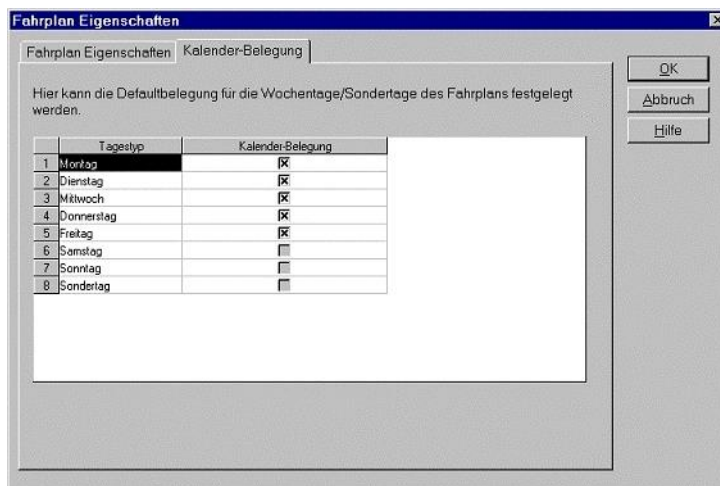 Fahrplan Eigenschaften
Fahrplan Eigenschaften Kalender-Belegung
Hier kann die Defaultbelegung für die Wochentage/Sondertage des Fahrplans festgelegt
werden.
OK
Abbruch
Hilfe
Tagestyp Kalender-Belegung
1 Montag
2 Dienstag
3 Mittwoch
4 Donnerstag
5 Freitag
6 Samstag
7 Sonntag
8 Sondertag